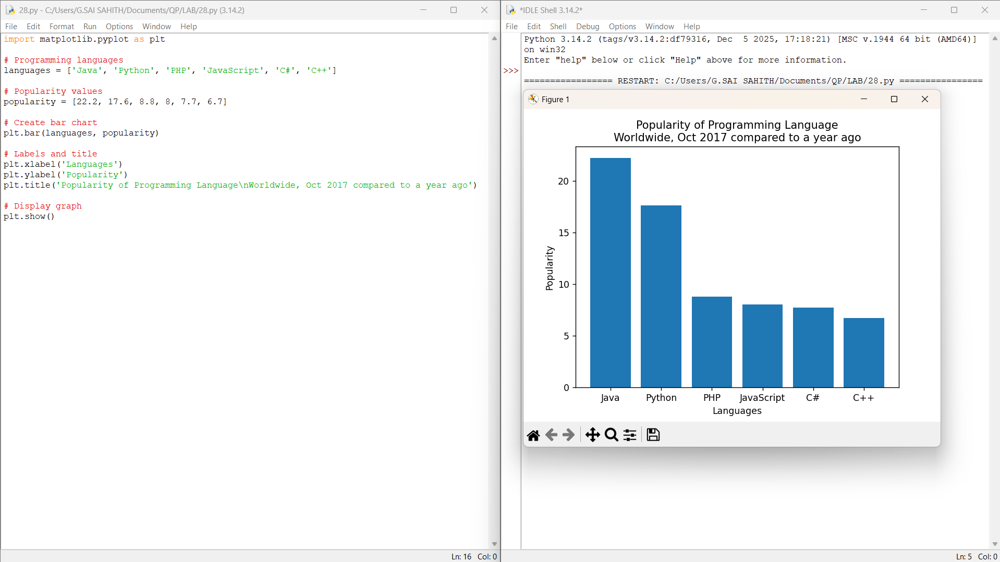 28.py - C:/Users/G.SAI SAHITH/Documents/QP/LAB/28.py (3.14.2)
File Edit Format Run Options Window Help
import matplotlib.pyplot as plt
# Programming languages
languages = ['Java', 'Python', 'PHP', 'JavaScript', 'C#', 'C++']
# Popularity values
popularity = [22.2, 17.6, 8.8, 8, 7.7, 6.7]
# Create bar chart
plt.bar(languages, popularity)
# Labels and title
plt.xlabel('Languages')
plt.ylabel('Popularity')
plt.title('Popularity of Programming Language\nWorldwide, Oct 2017 compared to a year ago')
# Display graph
plt.show()
Ln: 16 Col: 0
*IDLE Shell 3.14.2*
File Edit Shell Debug Options Window Help
Python 3.14.2 (tags/v3.14.2:df79316, Dec  5 2025, 17:18:21) [MSC v.1944 64 bit (AMD64)]
on win32
Enter "help" below or click "Help" above for more information.
>>>
================= RESTART: C:/Users/G.SAI SAHITH/Documents/QP/LAB/28.py ================
Figure 1
Popularity of Programming Language
Worldwide, Oct 2017 compared to a year ago
Popularity
20
15
10
5
0
Java Python PHP JavaScript C# C++
Languages
Ln: 5 Col: 0